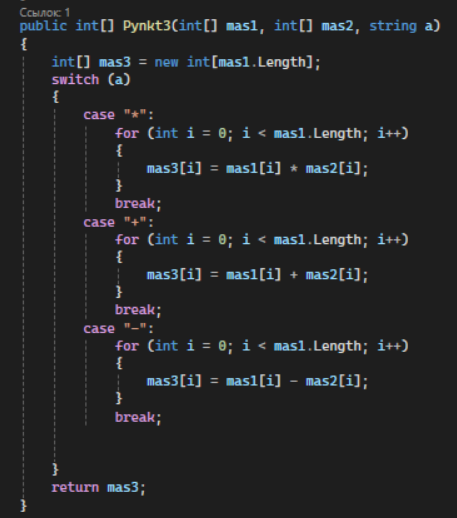 Ссылок: 1
public int[] Pynkt3(int[] mas1, int[] mas2, string a)
{
int[] mas3 = new int[mas1.Length];
switch (a)
{
case "*":
for (int i = 0; i < mas1.Length; i++)
{
mas3[i] = mas1[i] * mas2[i];
}
break;
case "+":
for (int i = 0; i < mas1.Length; i++)
{
mas3[i] = mas1[i] + mas2[i];
}
break;
case "-":
for (int i = 0; i < mas1.Length; i++)
{
mas3[i] = mas1[i] - mas2[i];
}
break;
}
return mas3;
}